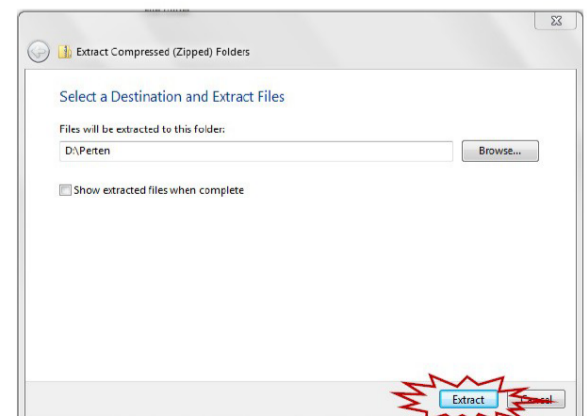 Extract Compressed (Zipped) Folders
Select a Destination and Extract Files
Files will be extracted to this folder:
D:\Perten
Browse...
Show extracted files when complete
Extract
Cancel